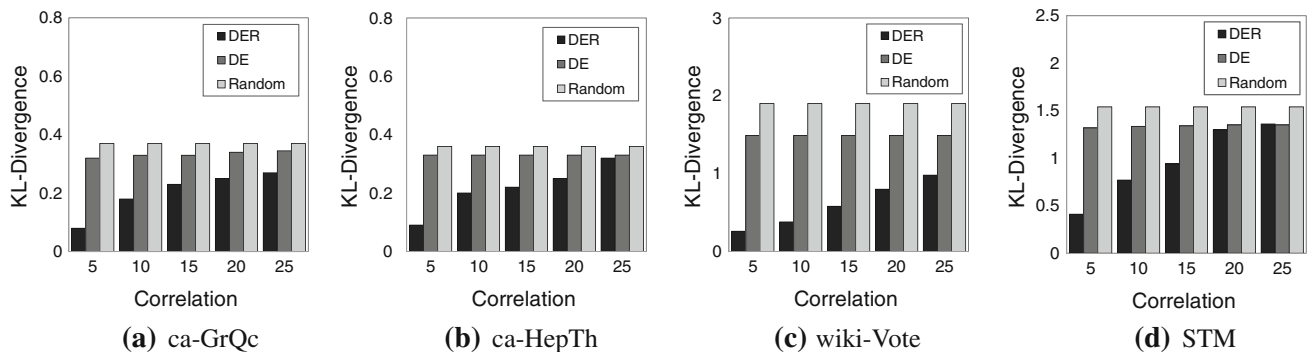 KL-Divergence
0.8
0.6
0.4
0.2
0
DER
DE
Random
5 10 15 20 25
Correlation
(a) ca-GrQc
KL-Divergence
0.8
0.6
0.4
0.2
0
DER
DE
Random
5 10 15 20 25
Correlation
(b) ca-HepTh
KL-Divergence
3
2
1
0
DER
DE
Random
5 10 15 20 25
Correlation
(c) wiki-Vote
KL-Divergence
2.5
2
1.5
1
0.5
0
DER
DE
Random
5 10 15 20 25
Correlation
(d) STM